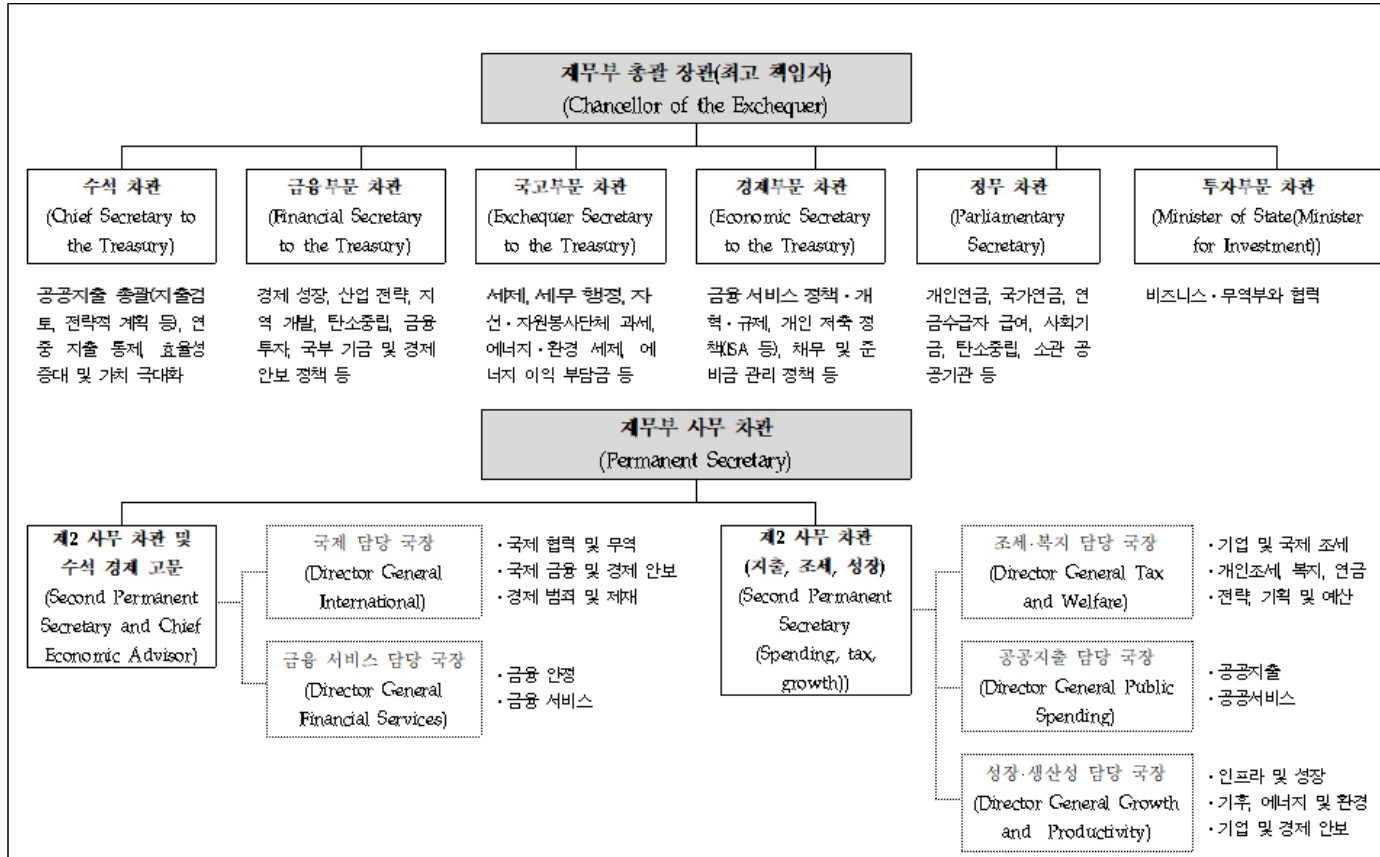 재무부 총괄 장관(최고 책임자)
(Chancellor of the Exchequer)
수석 차관
(Chief Secretary to
the Treasury)
공공지출 총괄(지출검
토, 전략적 계획 등), 연
중 지출 통제, 효율성
증대 및 가치 극대화
금융부문 차관
(Financial Secretary
to the Treasury)
경제 성장, 산업 전략, 지
역 개발, 탄소중립, 금융
투자, 국부 기금 및 경제
안보 정책 등
국고부문 차관
(Exchequer Secretary
to the Treasury)
세제, 세무 행정, 자
선·자원봉사단체 과세,
에너지·환경 세제, 에
너지 이익 부담금 등
경제부문 차관
(Economic Secretary
to the Treasury)
금융 서비스 정책·개
혁·규제, 개인 저축 정
책(ISA 등), 채무 및 준
비금 관리 정책 등
정무 차관
(Parliamentary
Secretary)
개인연금, 국가연금, 연
금수급자 급여, 사회기
금, 탄소중립, 소관 공
공기관 등
투자부문 차관
(Minister of State(Minister
for Investment))
비즈니스·무역부와 협력
재무부 사무 차관
(Permanent Secretary)
제2 사무 차관 및
수석 경제 고문
(Second Permanent
Secretary and Chief
Economic Advisor)
국제 담당 국장
(Director General
International)
·국제 협력 및 무역
·국제 금융 및 경제 안보
·경제 범죄 및 제재
금융 서비스 담당 국장
(Director General
Financial Services)
·금융 안정
·금융 서비스
제2 사무 차관
(지출, 조세, 성장)
(Second Permanent
Secretary
(Spending, tax,
growth))
조세·복지 담당 국장
(Director General Tax
and Welfare)
·기업 및 국제 조세
·개인조세, 복지, 연금
·전략, 기획 및 예산
공공지출 담당 국장
(Director General Public
Spending)
·공공지출
·공공서비스
성장·생산성 담당 국장
(Director General Growth
and Productivity)
·인프라 및 성장
·기후, 에너지 및 환경
·기업 및 경제 안보